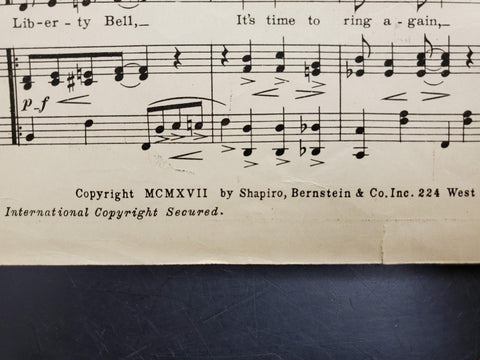 Lib-er-ty Bell,_ It's time to ring a-gain,_
p-f
Copyright MCMXVII by Shapiro, Bernstein & Co. Inc. 224 West
International Copyright Secured.